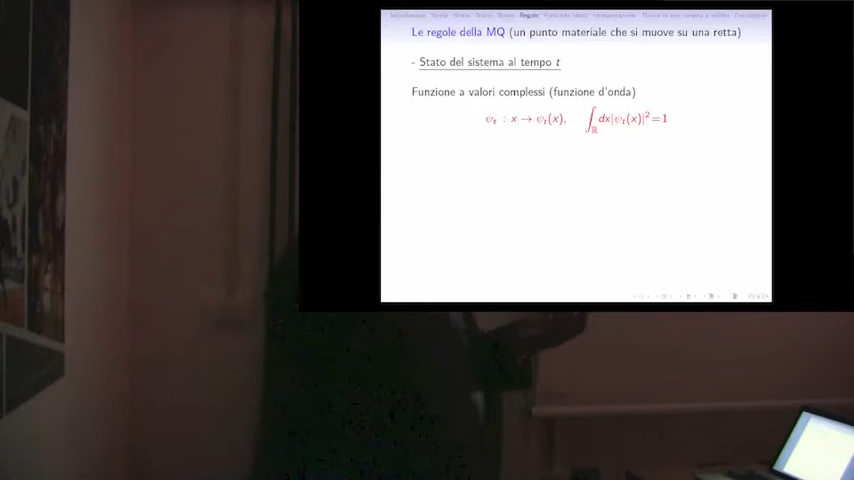 Regole
Le regole della MQ (un punto materiale che si muove su una retta)
- Stato del sistema al tempo t
Funzione a valori complessi (funzione d'onda)
ψ_t : x → ψ_t(x), ∫_ℝ dx|ψ_t(x)|² = 1